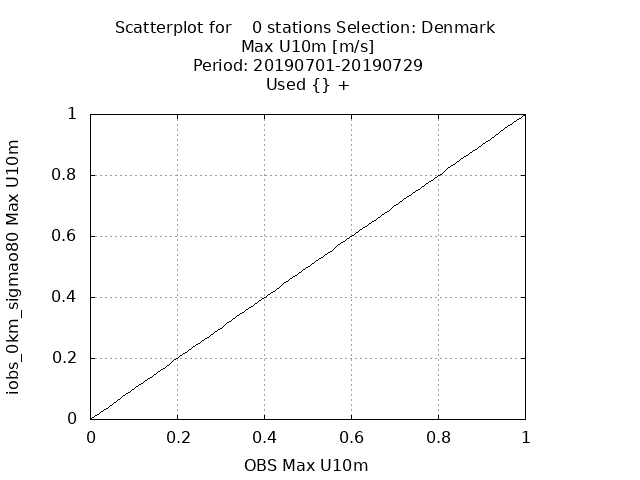 Scatterplot for    0 stations Selection: Denmark
Max U10m [m/s]
Period: 20190701-20190729
Used {} +
1
0.8
0.6
0.4
0.2
0
iobs_0km_sigmao80 Max U10m
0 0.2 0.4 0.6 0.8 1
OBS Max U10m